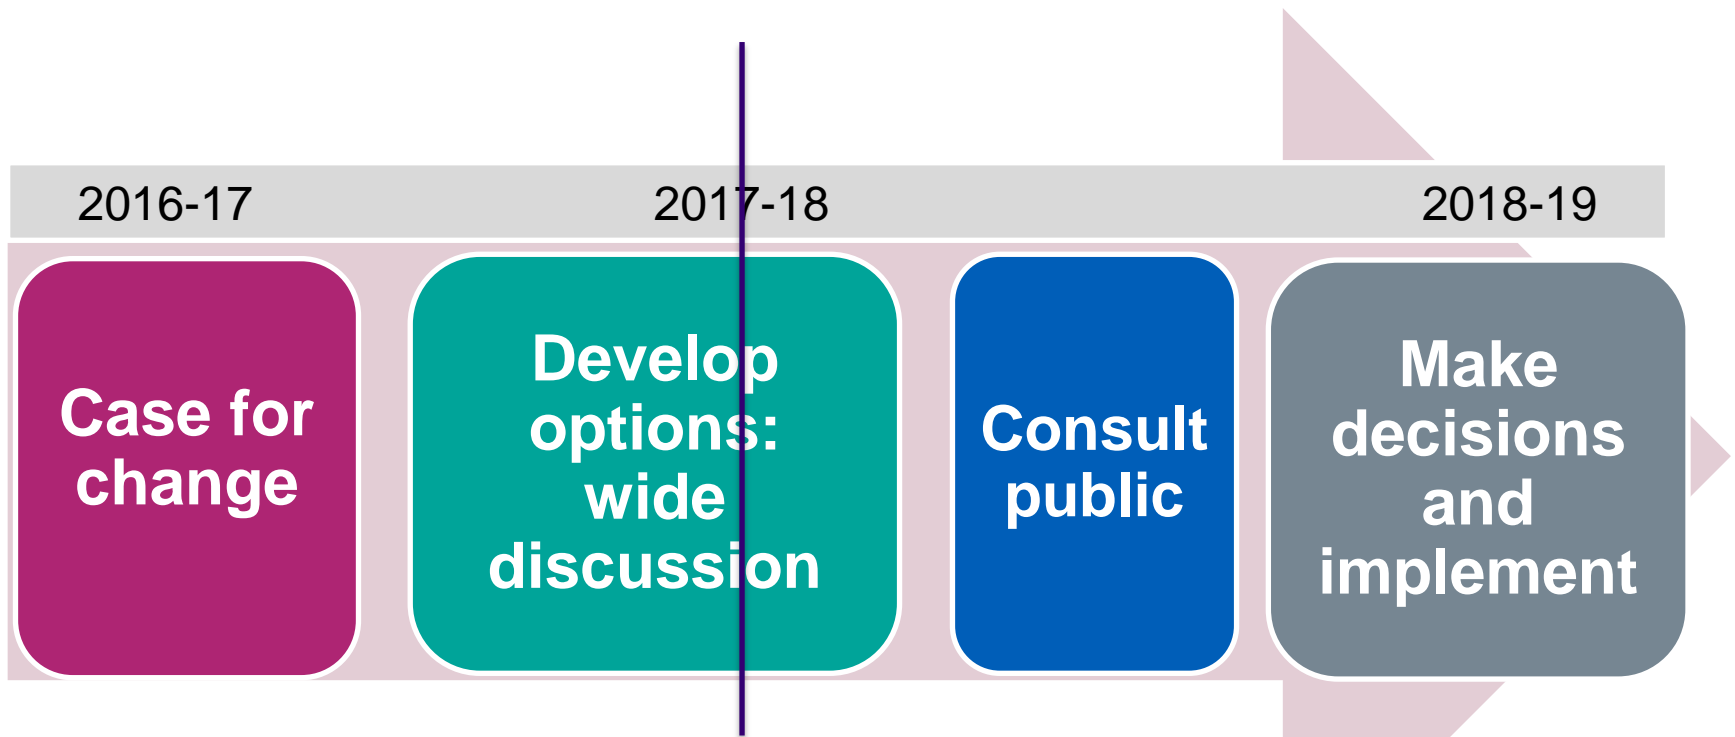 2016-17 2017-18 2018-19
Case for
change
Develop
options:
wide
discussion
Consult
public
Make
decisions
and
implement